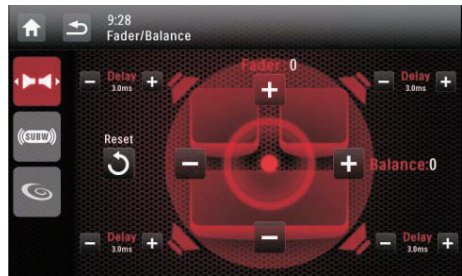 9:28
Fader/Balance
Fader: 0
Delay
3.0ms
Delay
3.0ms
((SUBW))
Reset
Balance:0
Delay
3.0ms
Delay
3.0ms